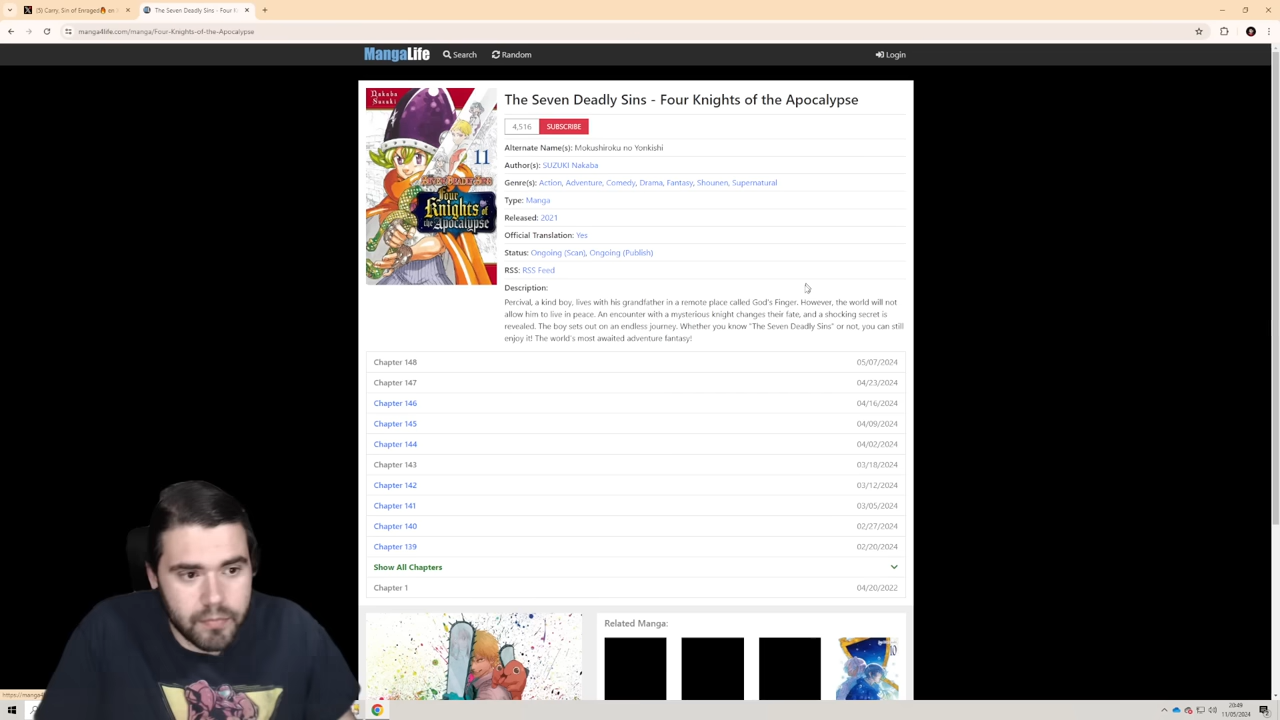 (5) Carry, Sin of Enraged🔥 en
The Seven Deadly Sins - Four K
manga4life.com/manga/Four-Knights-of-the-Apocalypse
MangaLife Search Random Login
Nakaba Suzuki
11
Four Knights of the Apocalypse
The Seven Deadly Sins - Four Knights of the Apocalypse
4,516 SUBSCRIBE
Alternate Name(s): Mokushiroku no Yonkishi
Author(s): SUZUKI Nakaba
Genre(s): Action, Adventure, Comedy, Drama, Fantasy, Shounen, Supernatural
Type: Manga
Released: 2021
Official Translation: Yes
Status: Ongoing (Scan), Ongoing (Publish)
RSS: RSS Feed
Description:
Percival, a kind boy, lives with his grandfather in a remote place called God's Finger. However, the world will not
allow him to live in peace. An encounter with a mysterious knight changes their fate, and a shocking secret is
revealed. The boy sets out on an endless journey. Whether you know "The Seven Deadly Sins" or not, you can still
enjoy it! The world's most awaited adventure fantasy!
Chapter 148 05/07/2024
Chapter 147 04/23/2024
Chapter 146 04/16/2024
Chapter 145 04/09/2024
Chapter 144 04/02/2024
Chapter 143 03/18/2024
Chapter 142 03/12/2024
Chapter 141 03/05/2024
Chapter 140 02/27/2024
Chapter 139 02/20/2024
Show All Chapters
Chapter 1 04/20/2022
Related Manga:
https://manga4
20:49
11/05/2024